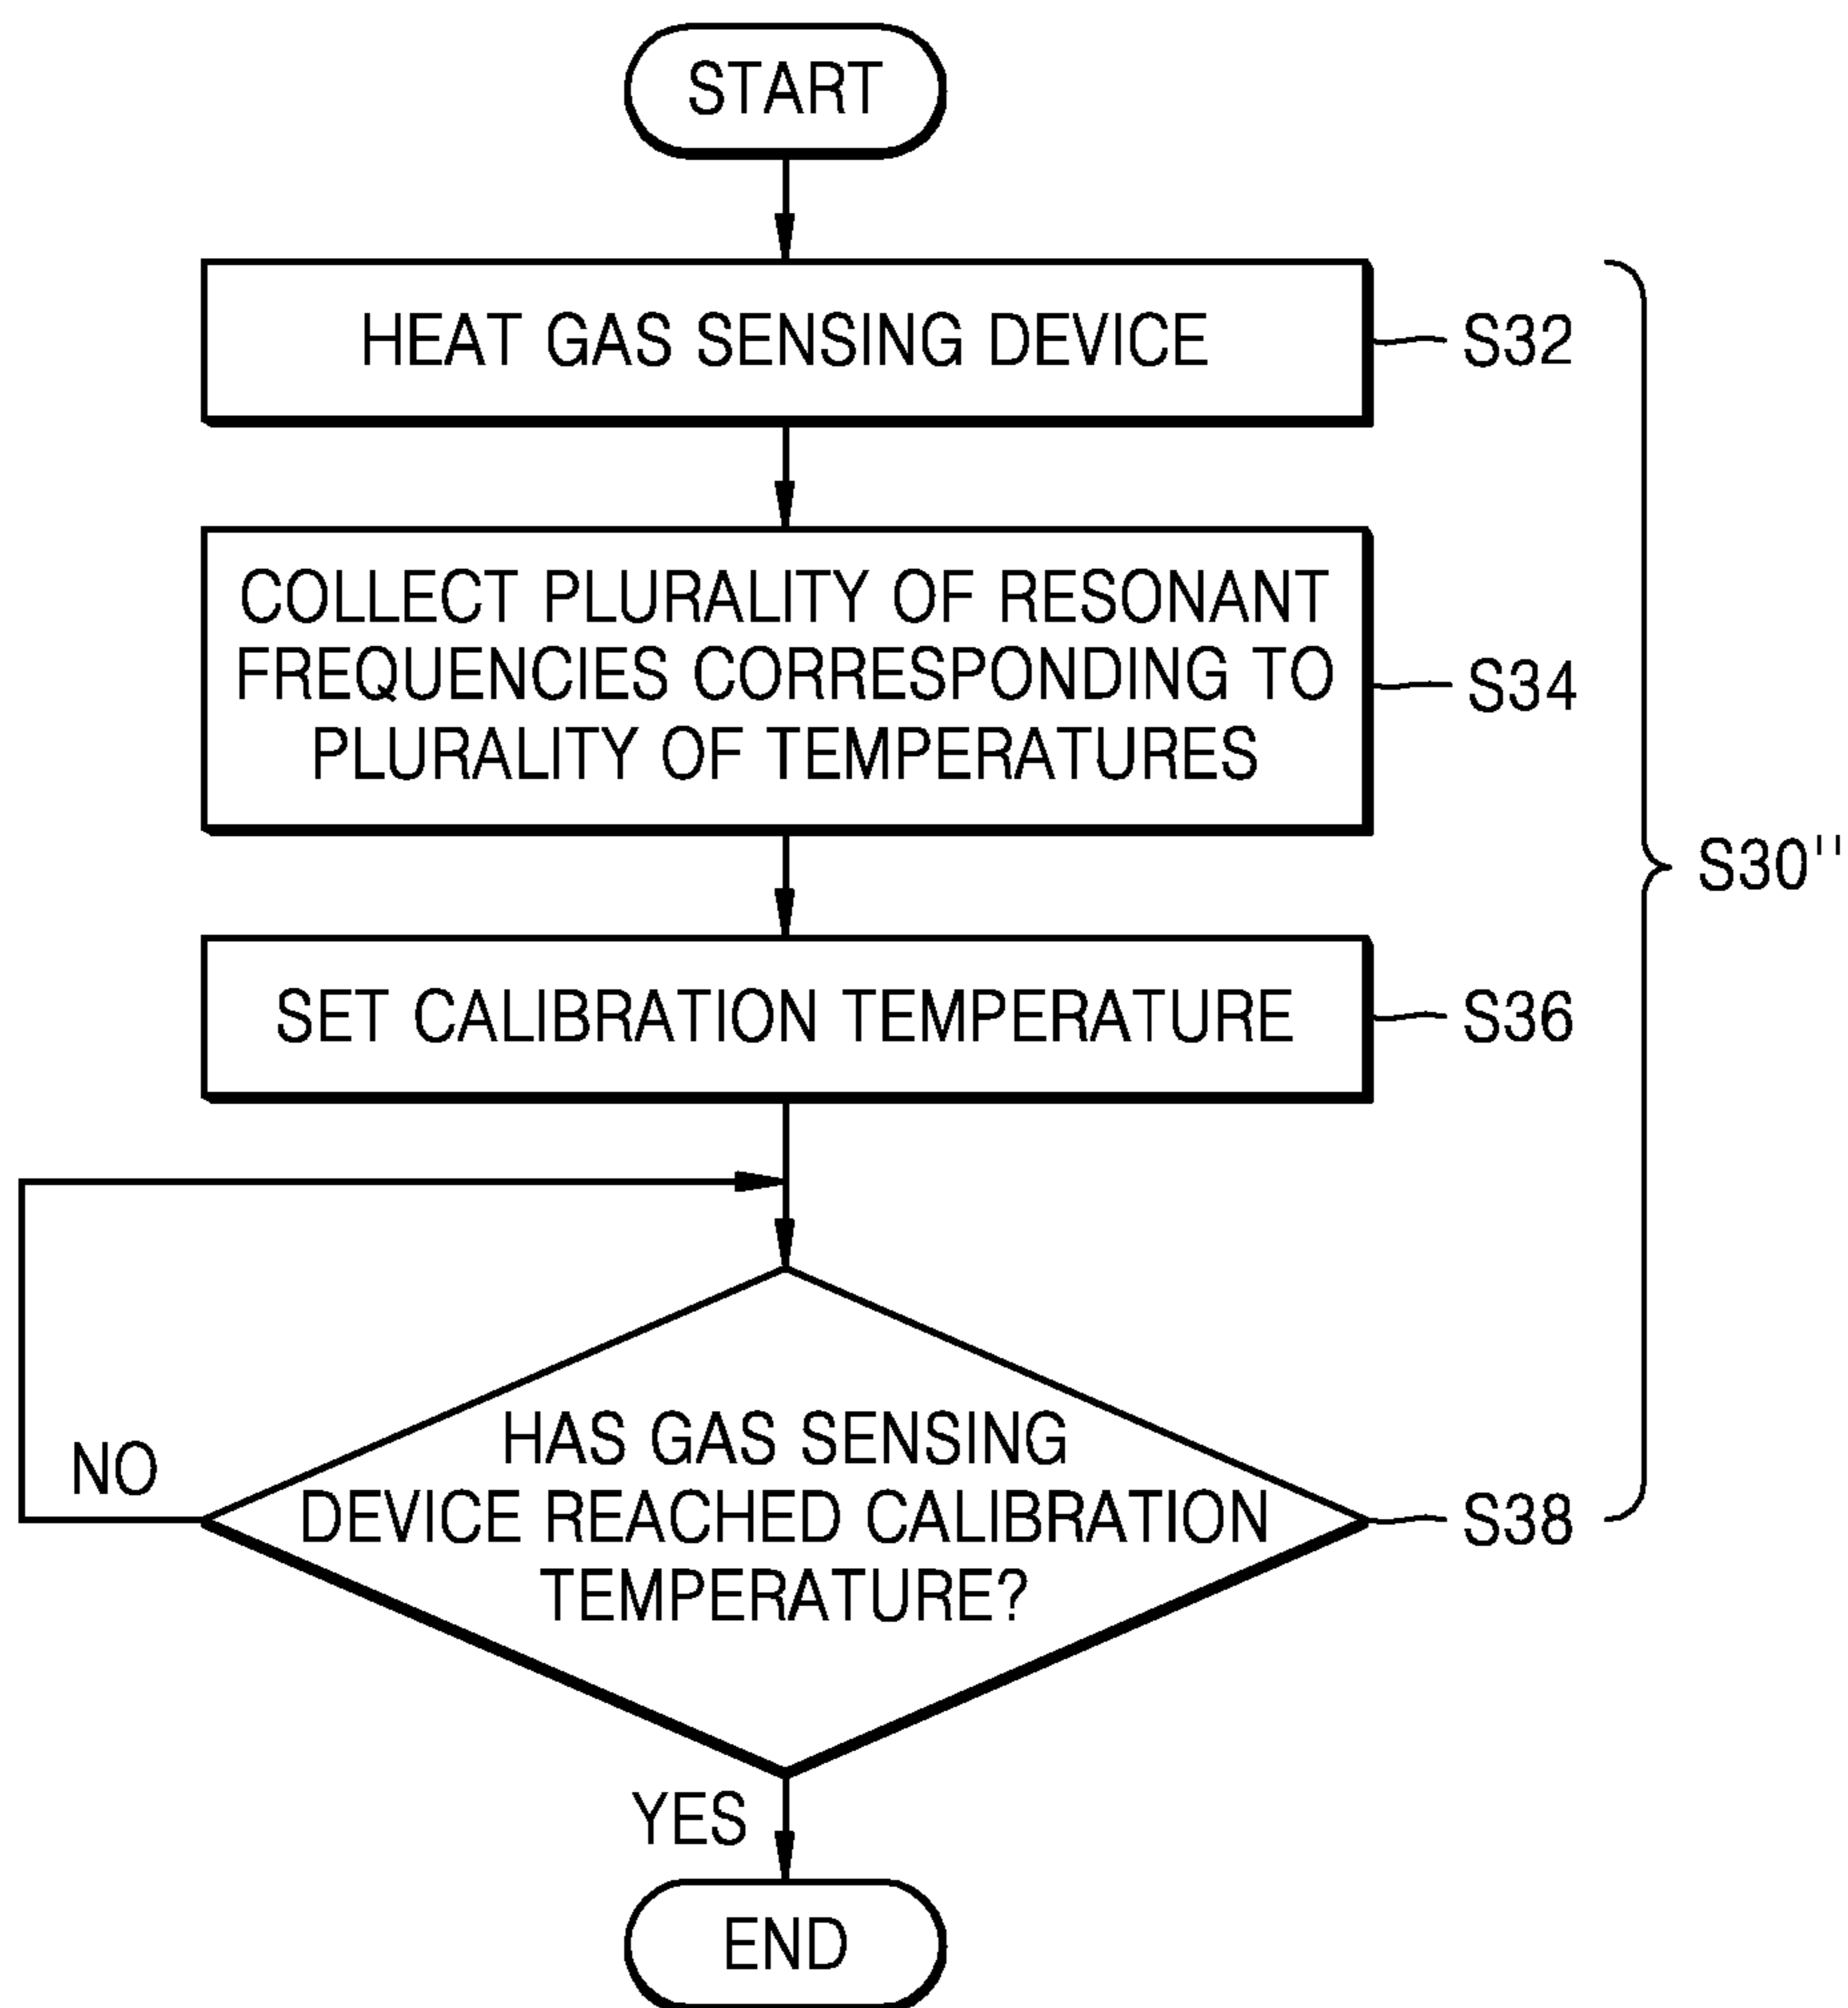 START
HEAT GAS SENSING DEVICE
S32
COLLECT PLURALITY OF RESONANT
FREQUENCIES CORRESPONDING TO
PLURALITY OF TEMPERATURES
S34
S30''
SET CALIBRATION TEMPERATURE
S36
HAS GAS SENSING
DEVICE REACHED CALIBRATION
TEMPERATURE?
NO
S38
YES
END